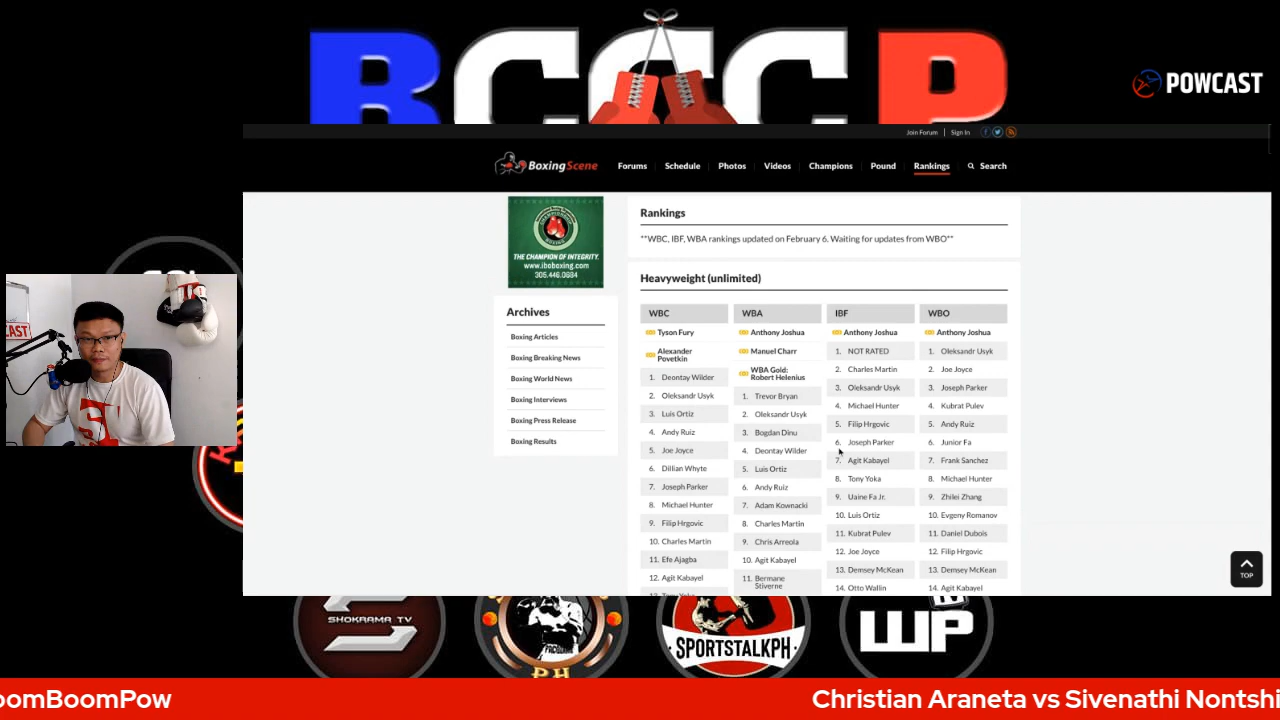 BCCCP
POWCAST
Join Forum | Sign In
BoxingScene
Forums
Schedule
Photos
Videos
Champions
Pound
Rankings
Search
THE CHAMPION OF INTEGRITY.
www.iboboxing.com
305.446.0684
Archives
Boxing Articles
Boxing Breaking News
Boxing World News
Boxing Interviews
Boxing Press Release
Boxing Results
Rankings
**WBC, IBF, WBA rankings updated on February 6. Waiting for updates from WBO**
Heavyweight (unlimited)
WBC
Tyson Fury
Alexander
Povetkin
1. Deontay Wilder
2. Oleksandr Usyk
3. Luis Ortiz
4. Andy Ruiz
5. Joe Joyce
6. Dillian Whyte
7. Joseph Parker
8. Michael Hunter
9. Filip Hrgovic
10. Charles Martin
11. Efe Ajagba
12. Agit Kabayel
WBA
Anthony Joshua
Manuel Charr
WBA Gold:
Robert Helenius
1. Trevor Bryan
2. Oleksandr Usyk
3. Bogdan Dinu
4. Deontay Wilder
5. Luis Ortiz
6. Andy Ruiz
7. Adam Kownacki
8. Charles Martin
9. Chris Arreola
10. Agit Kabayel
11. Bermane
Stiverne
IBF
Anthony Joshua
1. NOT RATED
2. Charles Martin
3. Oleksandr Usyk
4. Michael Hunter
5. Filip Hrgovic
6. Joseph Parker
7. Agit Kabayel
8. Tony Yoka
9. Uaine Fa Jr.
10. Luis Ortiz
11. Kubrat Pulev
12. Joe Joyce
13. Demsey McKean
14. Otto Wallin
WBO
Anthony Joshua
1. Oleksandr Usyk
2. Joe Joyce
3. Joseph Parker
4. Kubrat Pulev
5. Andy Ruiz
6. Junior Fa
7. Frank Sanchez
8. Michael Hunter
9. Zhilei Zhang
10. Evgeny Romanov
11. Daniel Dubois
12. Filip Hrgovic
13. Demsey McKean
14. Agit Kabayel
TOP
CAST
SHOKRAMA TV
PH
SPORTSTALKPH
WP
oomBoomPow
Christian Araneta vs Sivenathi Nontshi